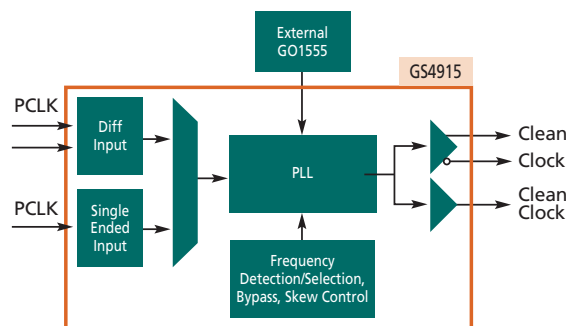 External
GO1555
GS4915
PCLK
Diff
Input
Clean
Clock
PLL
PCLK
Single
Ended
Input
Clean
Clock
Frequency
Detection/Selection,
Bypass, Skew Control